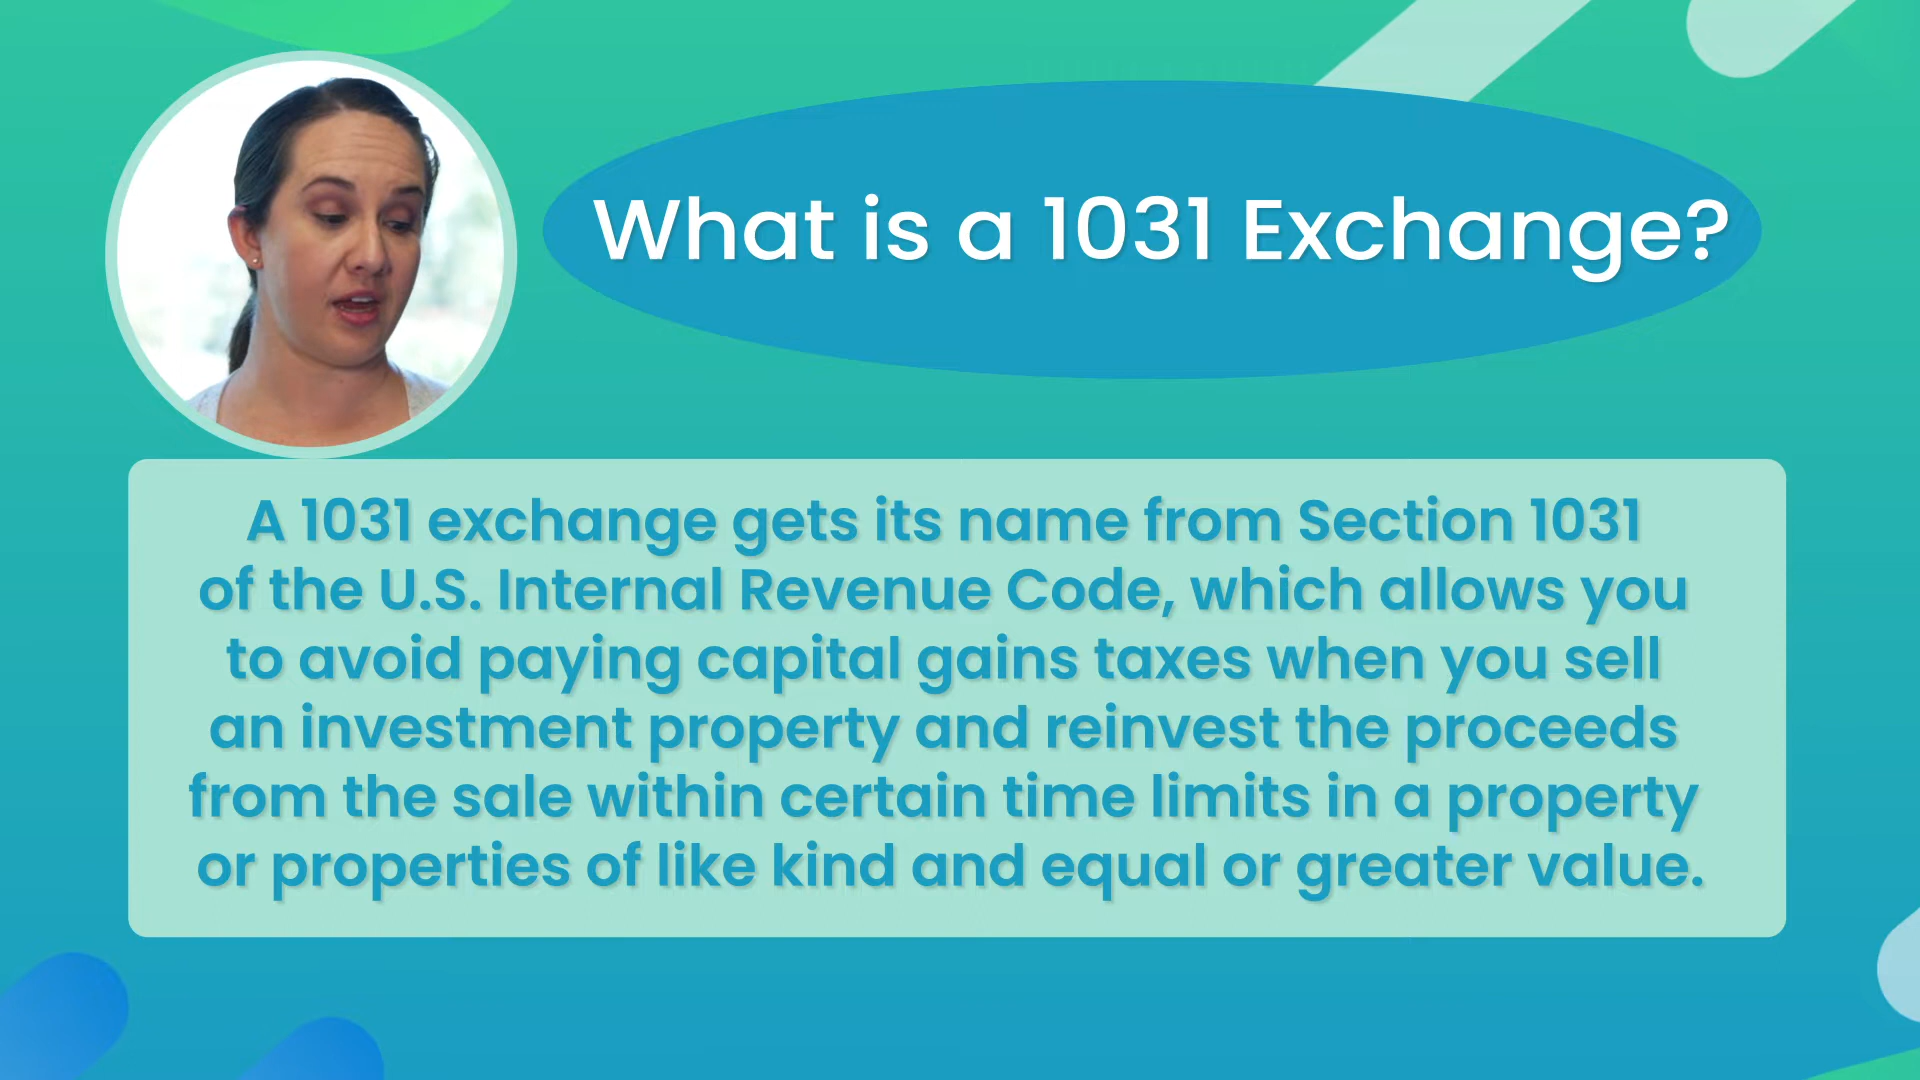 What is a 1031 Exchange?
A 1031 exchange gets its name from Section 1031
of the U.S. Internal Revenue Code, which allows you
to avoid paying capital gains taxes when you sell
an investment property and reinvest the proceeds
from the sale within certain time limits in a property
or properties of like kind and equal or greater value.